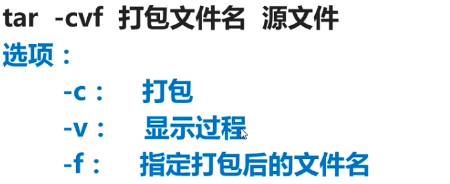 tar -cvf 打包文件名 源文件
选项：
-c： 打包
-v： 显示过程
-f： 指定打包后的文件名